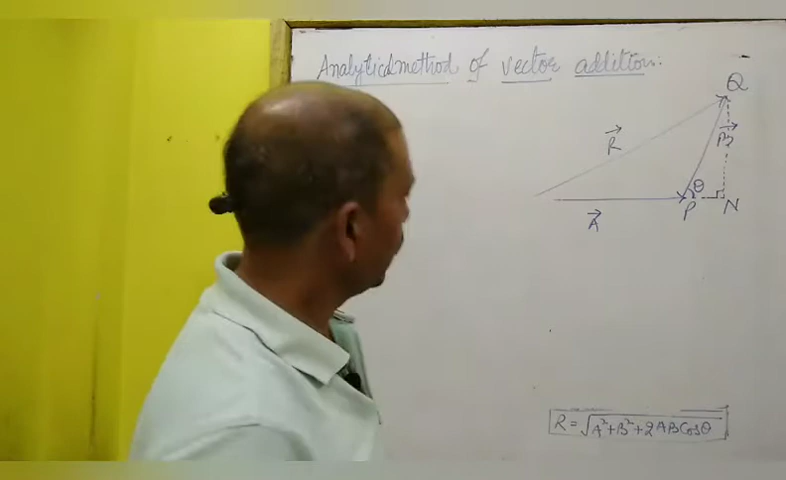 Analytical method of vector addition:
Q
R
B
θ
P
N
A
R = √A²+B²+2ABCosθ